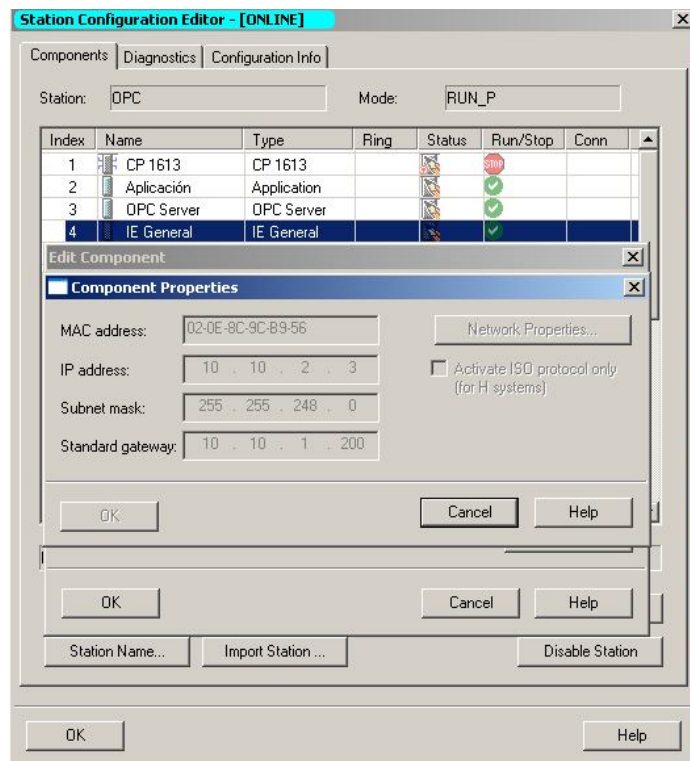 Station Configuration Editor - [ONLINE]
Components Diagnostics Configuration Info
Station: OPC Mode: RUN_P
Index Name Type Ring Status Run/Stop Conn
1 CP 1613 CP 1613 STOP
2 Aplicación Application
3 OPC Server OPC Server
4 IE General IE General
Edit Component
Component Properties
MAC address: 02-0E-8C-9C-B9-56 Network Properties...
IP address: 10 . 10 . 2 . 3 Activate ISO protocol only
(for H systems)
Subnet mask: 255 . 255 . 248 . 0
Standard gateway: 10 . 10 . 1 . 200
OK Cancel Help
OK Cancel Help
Station Name... Import Station ... Disable Station
OK Help